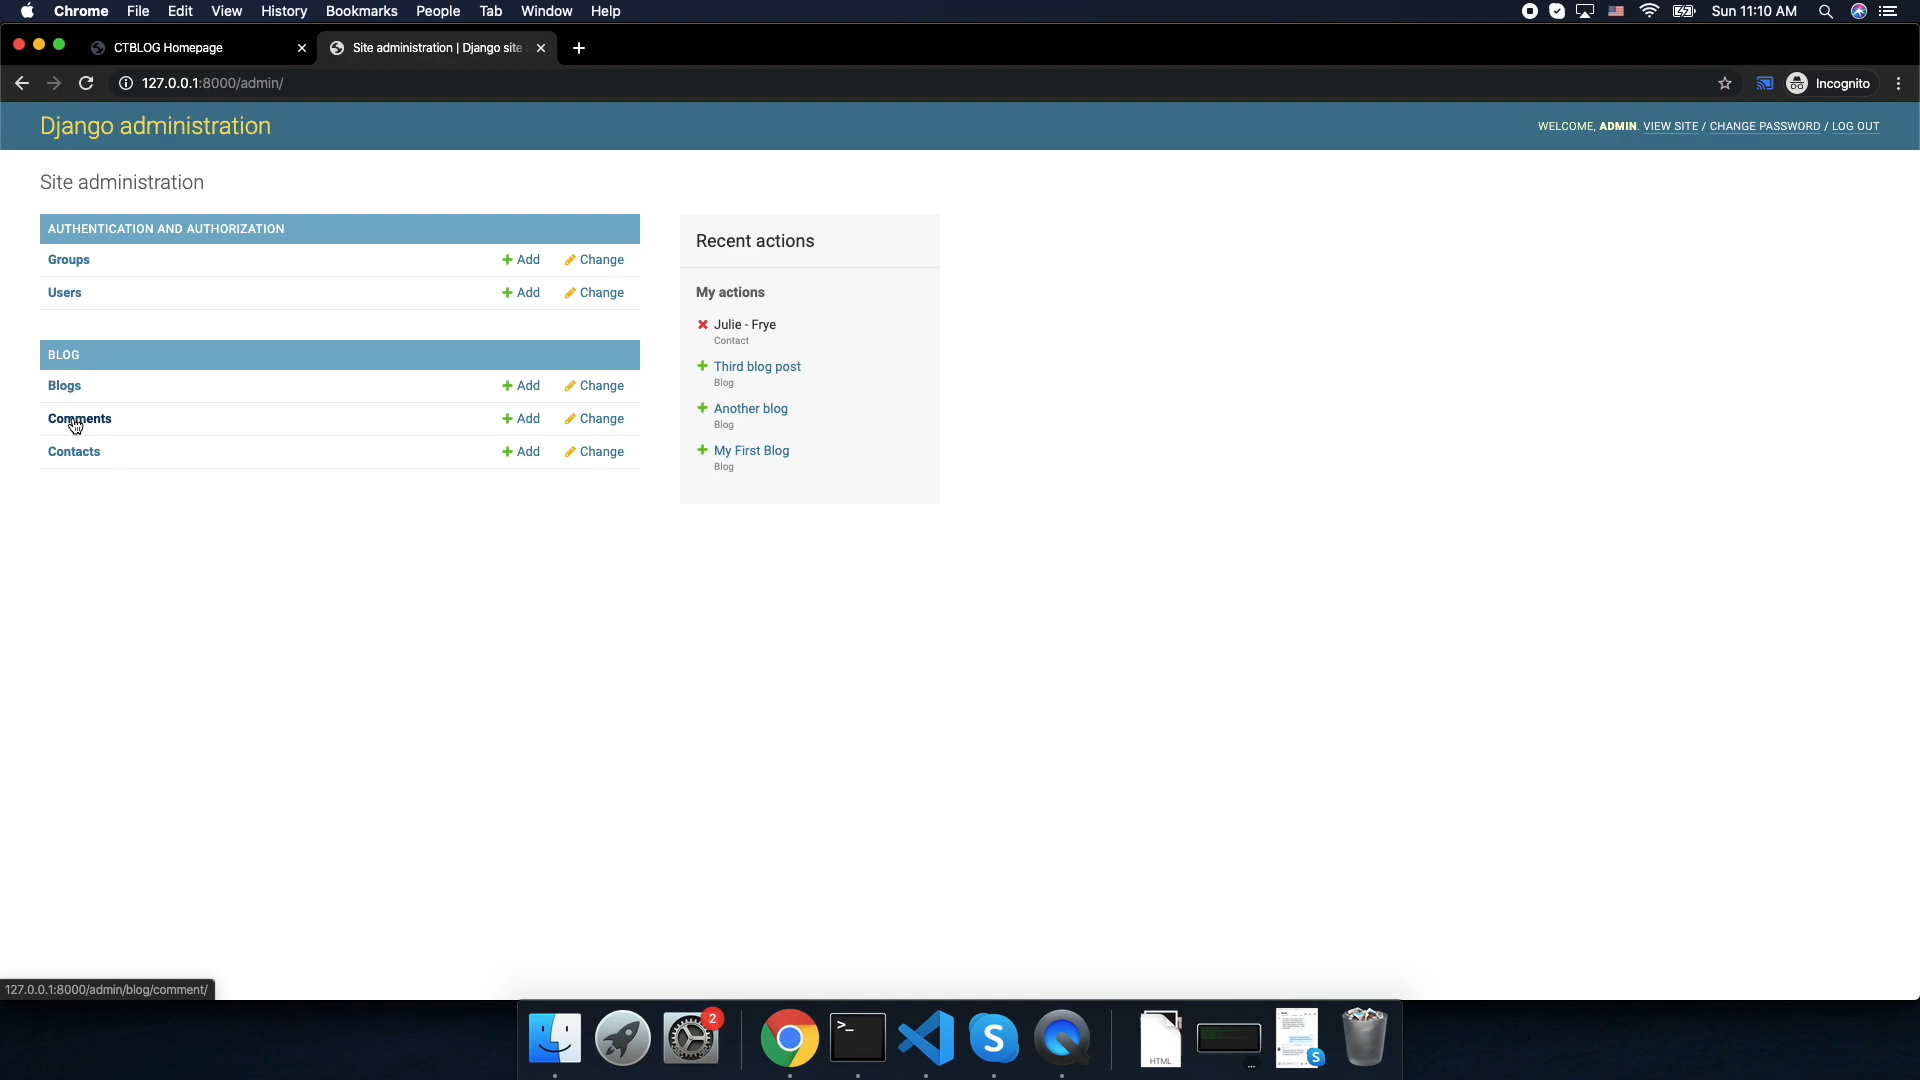 Chrome File Edit View History Bookmarks People Tab Window Help Sun 11:10 AM
CTBLOG Homepage Site administration | Django site
127.0.0.1:8000/admin/ Incognito
Django administration WELCOME, ADMIN. VIEW SITE / CHANGE PASSWORD / LOG OUT
Site administration
AUTHENTICATION AND AUTHORIZATION
Groups Add Change
Users Add Change
BLOG
Blogs Add Change
Comments Add Change
Contacts Add Change
Recent actions
My actions
Julie - Frye
Contact
Third blog post
Blog
Another blog
Blog
My First Blog
Blog
127.0.0.1:8000/admin/blog/comment/
2
>_
S
HTML
...
S